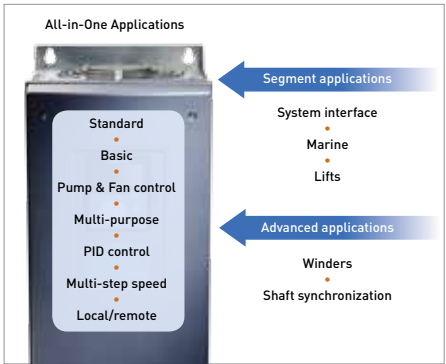 All-in-One Applications
Standard
Basic
Pump & Fan control
Multi-purpose
PID control
Multi-step speed
Local/remote
Segment applications
System interface
Marine
Lifts
Advanced applications
Winders
Shaft synchronization